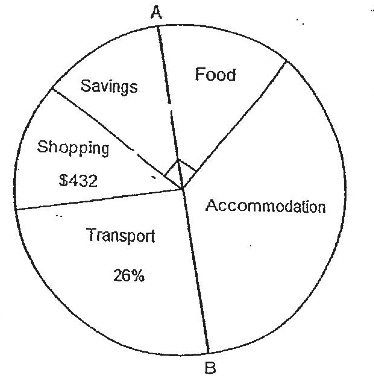 A
Savings
Food
Shopping
$432
Accommodation
Transport
26%
B